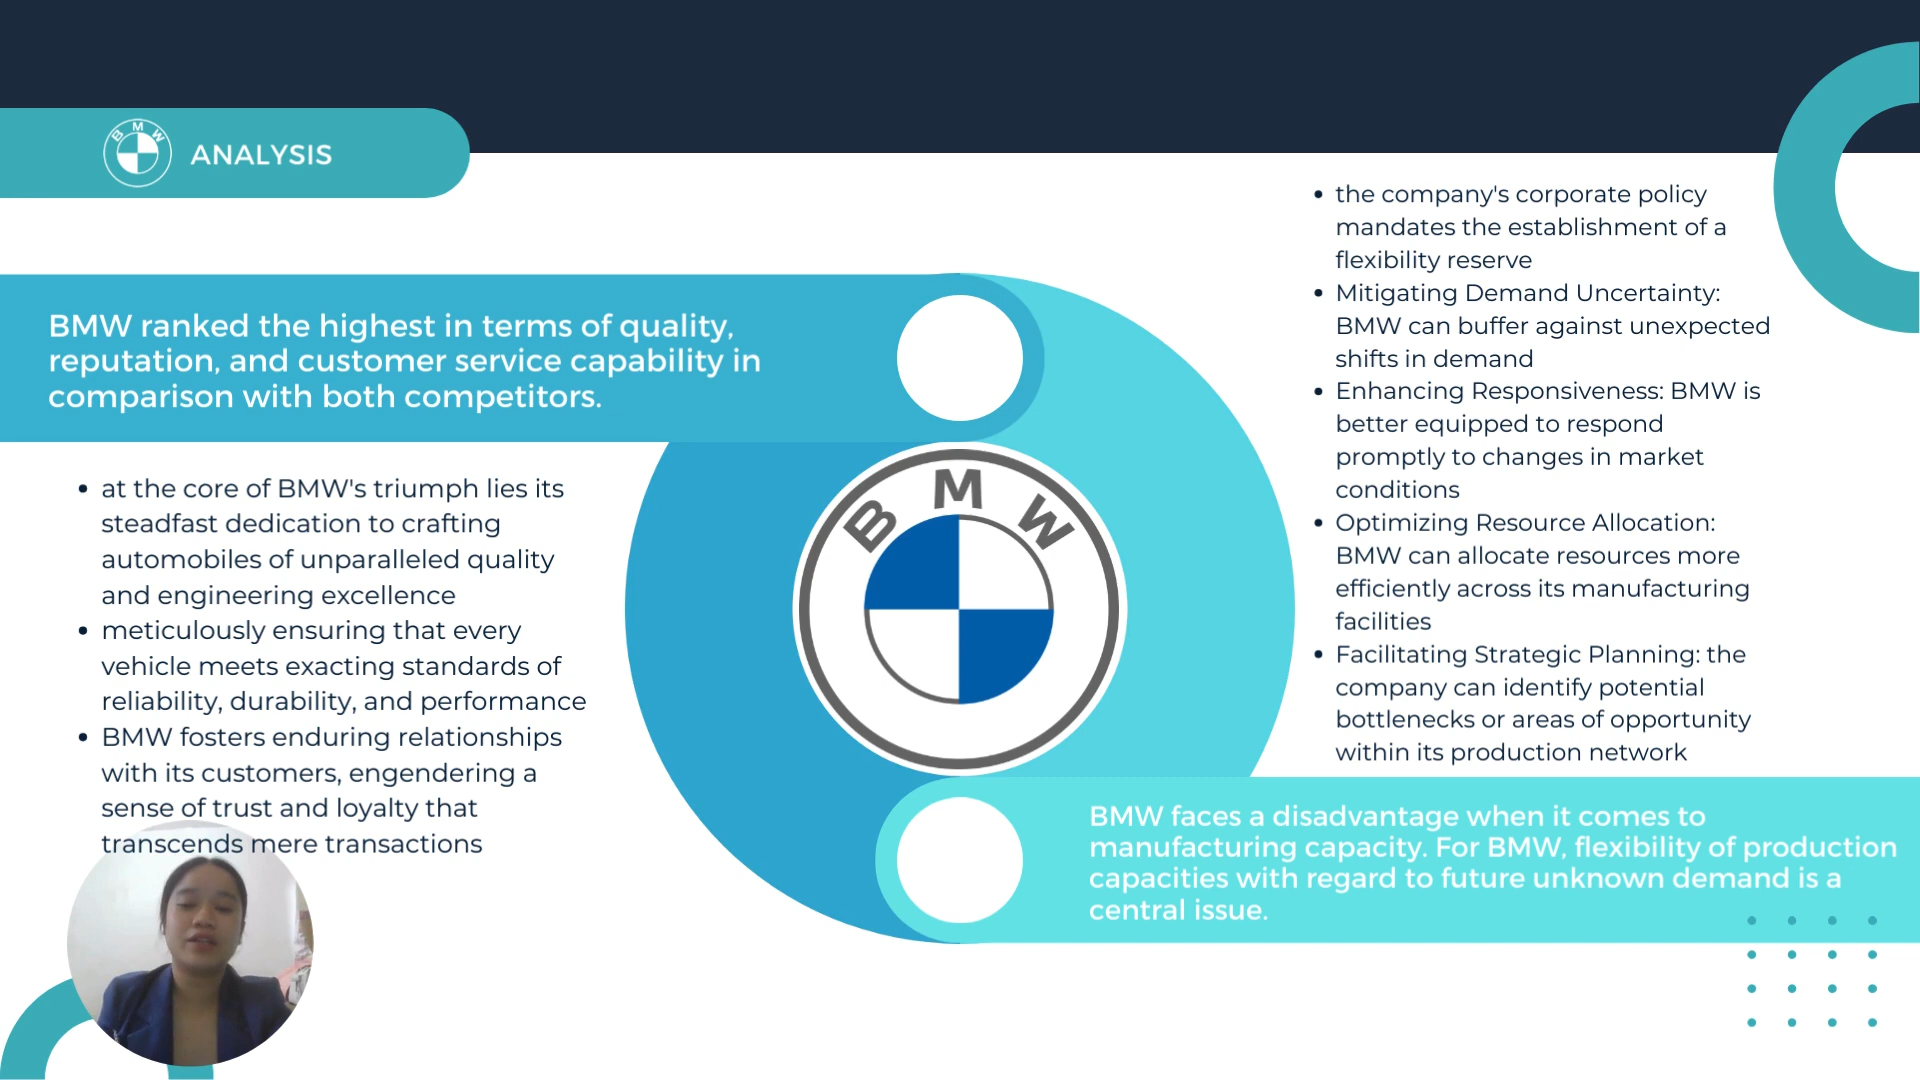 B M W
ANALYSIS
BMW ranked the highest in terms of quality,
reputation, and customer service capability in
comparison with both competitors.
• at the core of BMW's triumph lies its
steadfast dedication to crafting
automobiles of unparalleled quality
and engineering excellence
• meticulously ensuring that every
vehicle meets exacting standards of
reliability, durability, and performance
• BMW fosters enduring relationships
with its customers, engendering a
sense of trust and loyalty that
transcends mere transactions
B M W
• the company's corporate policy
mandates the establishment of a
flexibility reserve
• Mitigating Demand Uncertainty:
BMW can buffer against unexpected
shifts in demand
• Enhancing Responsiveness: BMW is
better equipped to respond
promptly to changes in market
conditions
• Optimizing Resource Allocation:
BMW can allocate resources more
efficiently across its manufacturing
facilities
• Facilitating Strategic Planning: the
company can identify potential
bottlenecks or areas of opportunity
within its production network
BMW faces a disadvantage when it comes to
manufacturing capacity. For BMW, flexibility of production
capacities with regard to future unknown demand is a
central issue.